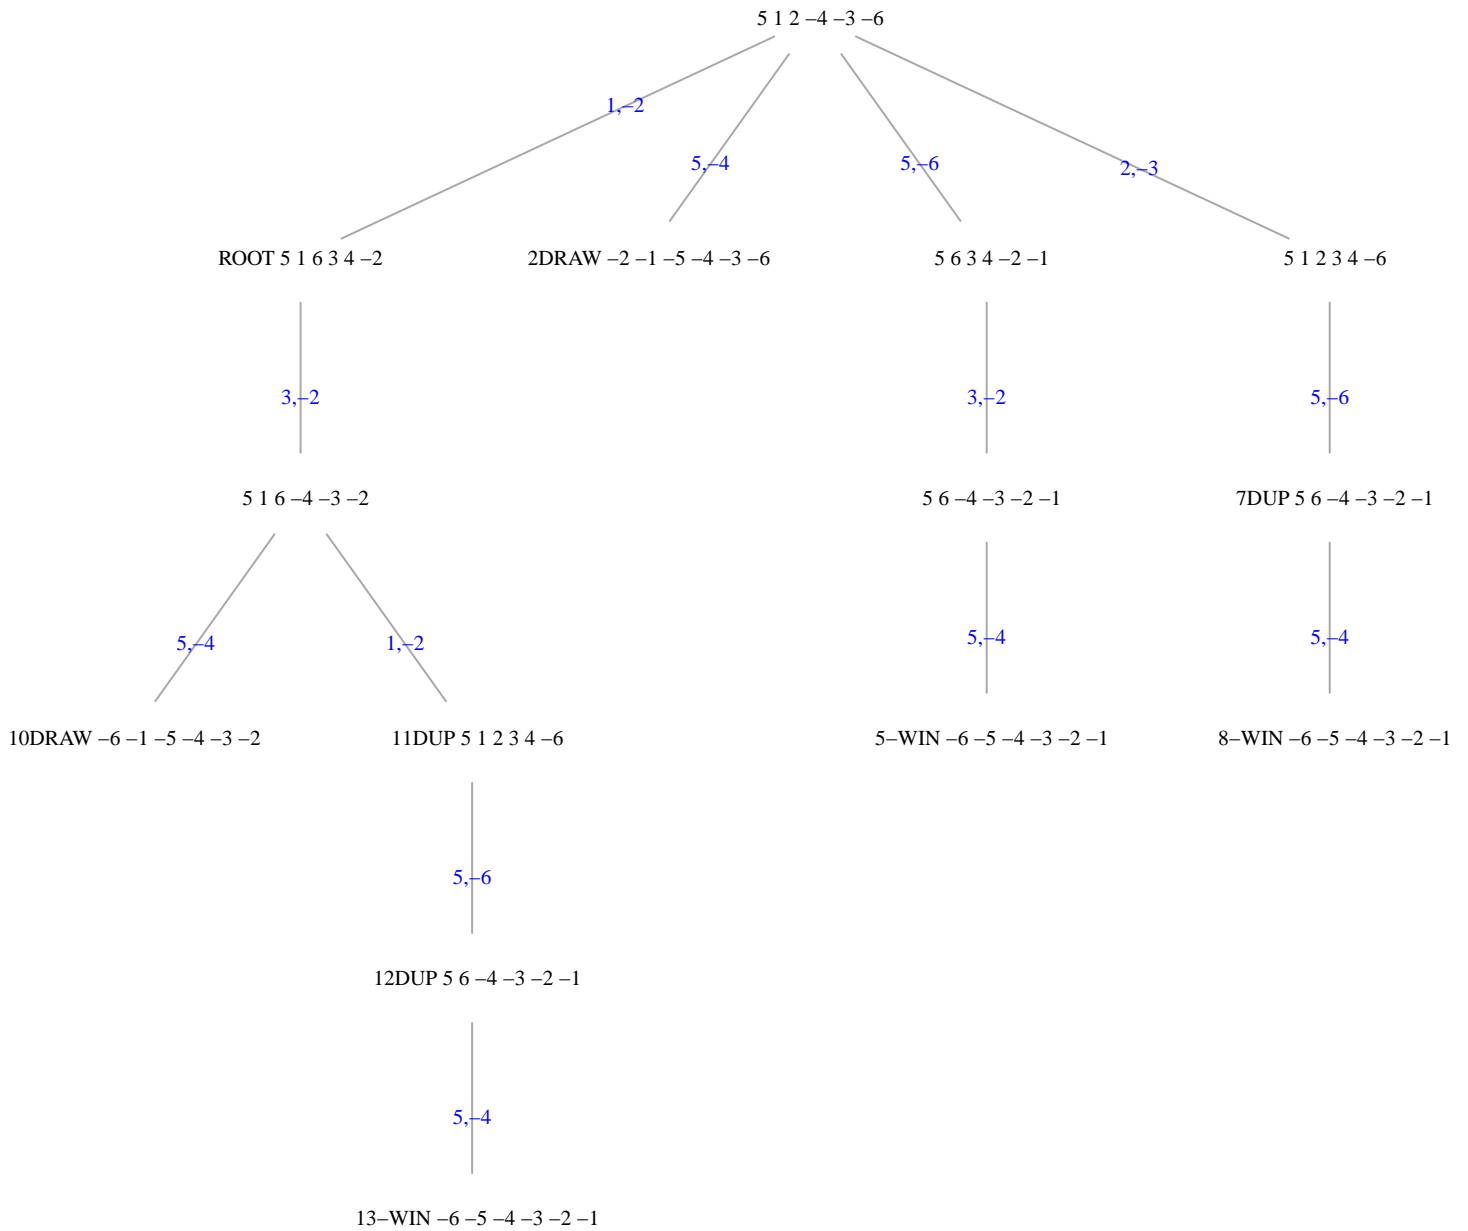 5 1 2 –4 –3 –6
1,–2
5,–4
5,–6
2,–3
ROOT 5 1 6 3 4 –2
2DRAW –2 –1 –5 –4 –3 –6
5 6 3 4 –2 –1
5 1 2 3 4 –6
3,–2
3,–2
5,–6
5 1 6 –4 –3 –2
5 6 –4 –3 –2 –1
7DUP 5 6 –4 –3 –2 –1
5,–4
1,–2
5,–4
5,–4
10DRAW –6 –1 –5 –4 –3 –2
11DUP 5 1 2 3 4 –6
5–WIN –6 –5 –4 –3 –2 –1
8–WIN –6 –5 –4 –3 –2 –1
5,–6
12DUP 5 6 –4 –3 –2 –1
5,–4
13–WIN –6 –5 –4 –3 –2 –1